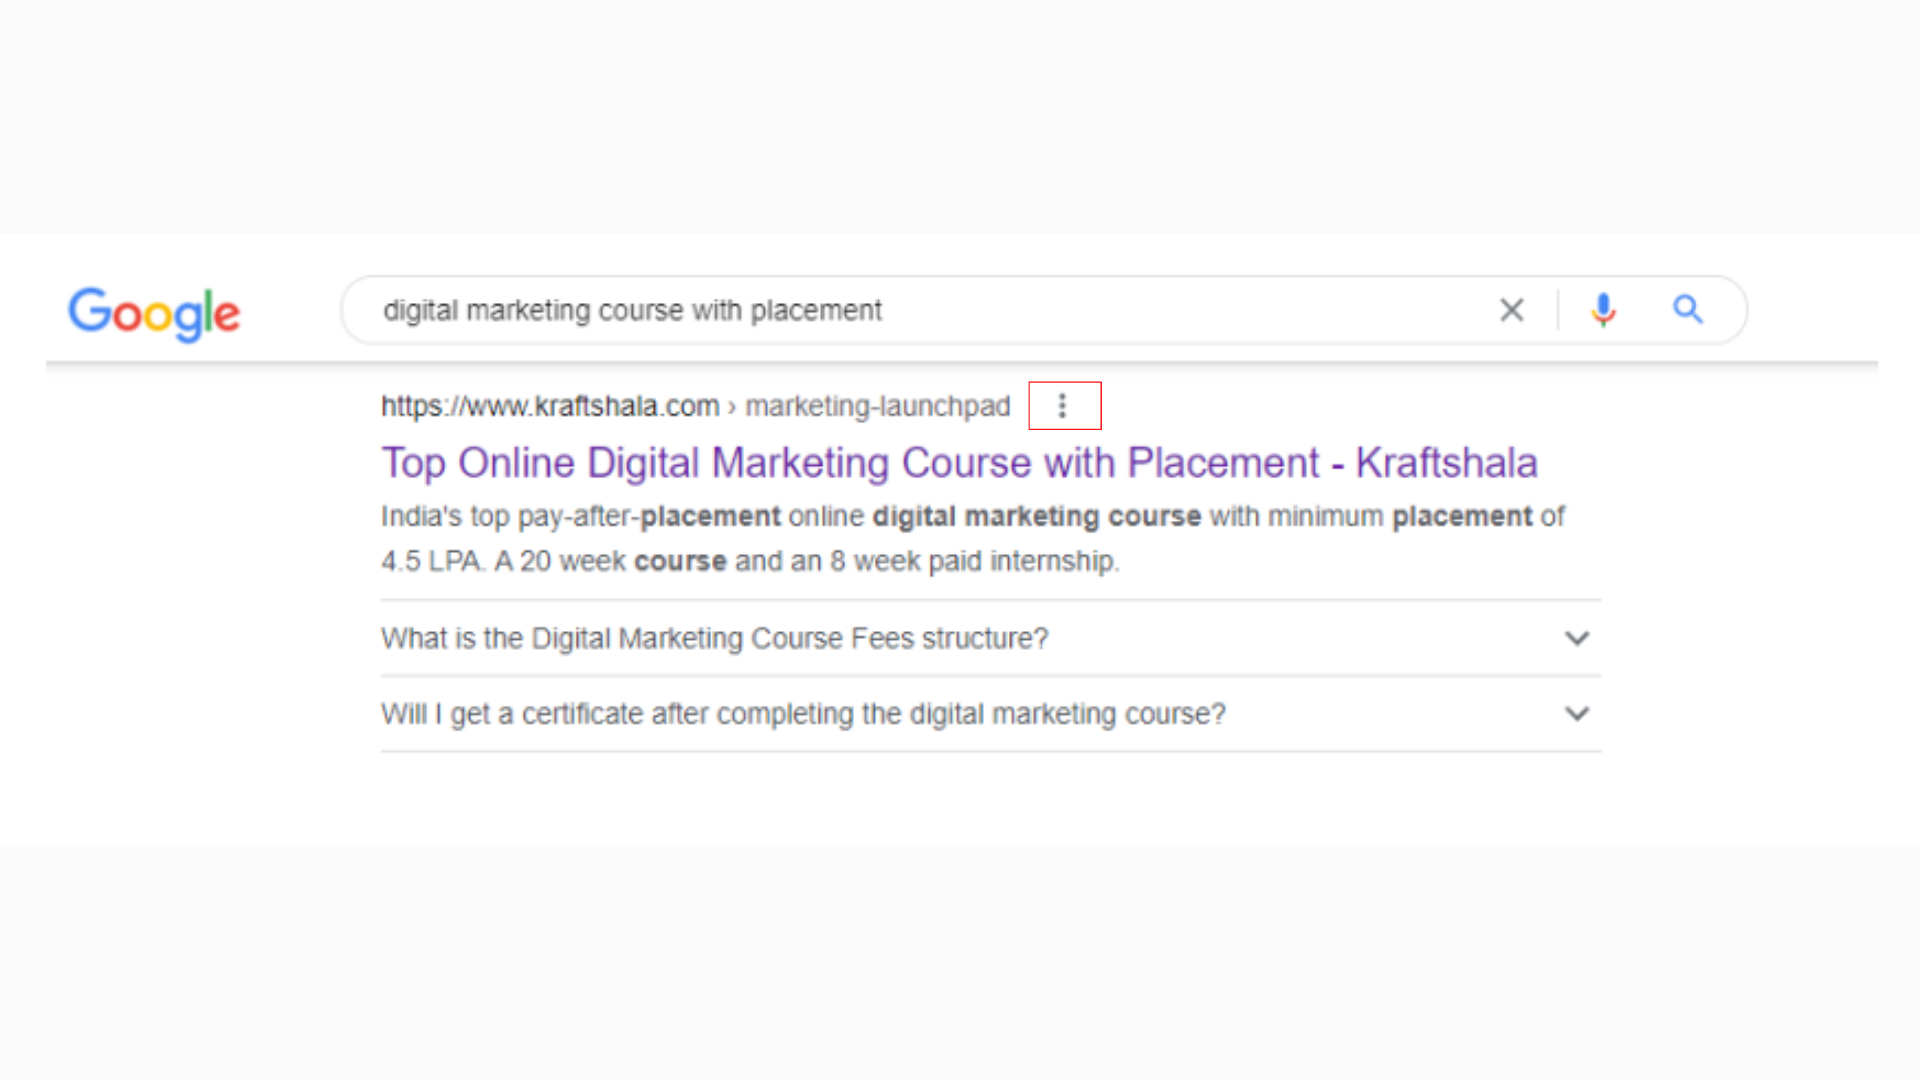 Google
digital marketing course with placement
https://www.kraftshala.com › marketing-launchpad
Top Online Digital Marketing Course with Placement - Kraftshala
India's top pay-after-placement online digital marketing course with minimum placement of
4.5 LPA. A 20 week course and an 8 week paid internship.
What is the Digital Marketing Course Fees structure?
Will I get a certificate after completing the digital marketing course?